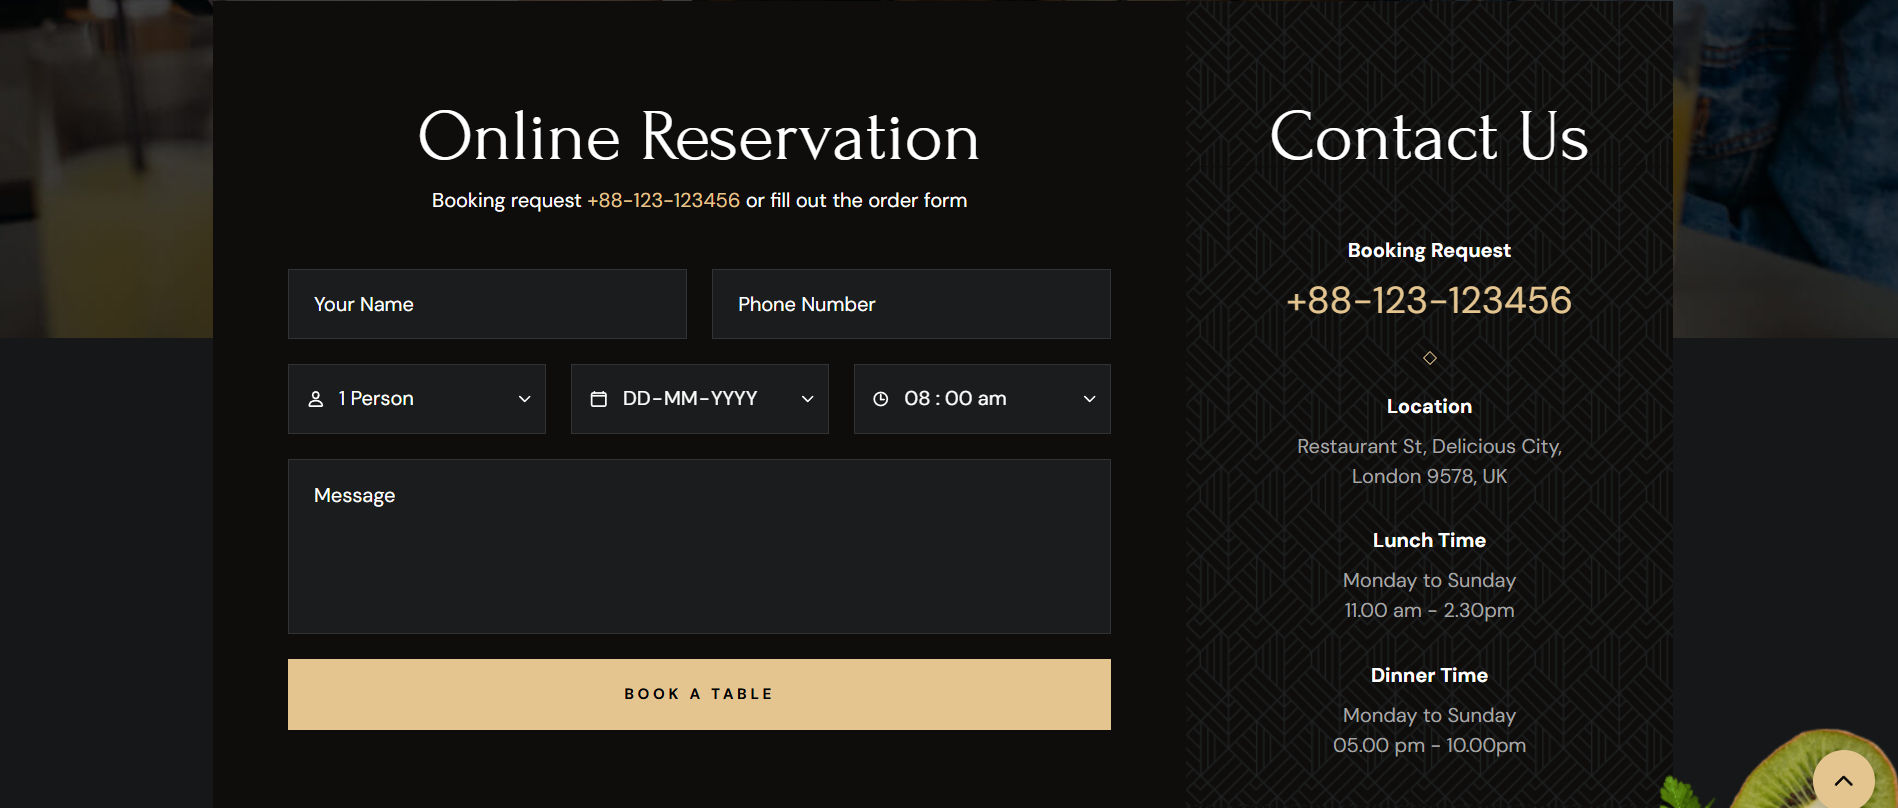 Online Reservation
Booking request +88-123-123456 or fill out the order form
Your Name
Phone Number
1 Person
DD-MM-YYYY
08 : 00 am
Message
BOOK A TABLE
Contact Us
Booking Request
+88-123-123456
Location
Restaurant St, Delicious City,
London 9578, UK
Lunch Time
Monday to Sunday
11.00 am - 2.30pm
Dinner Time
Monday to Sunday
05.00 pm - 10.00pm